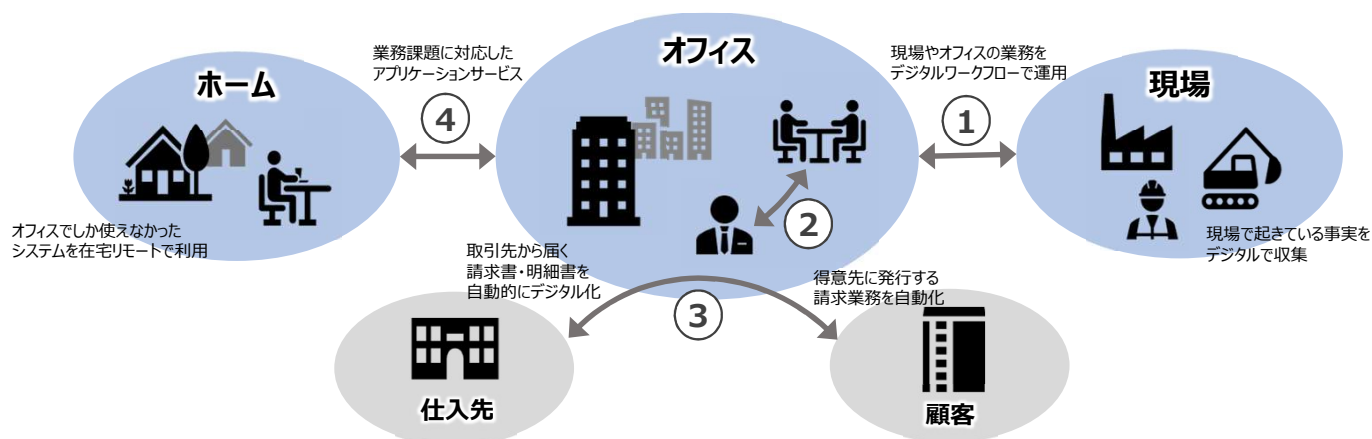 オフィス
業務課題に対応した
アプリケーションサービス
現場やオフィスの業務を
デジタルワークフローで運用
ホーム
現場
④
①
②
オフィスでしか使えなかった
システムを在宅リモートで利用
現場で起きている事実を
デジタルで収集
取引先から届く
請求書・明細書を
自動的にデジタル化
得意先に発行する
請求業務を自動化
③
仕入先
顧客